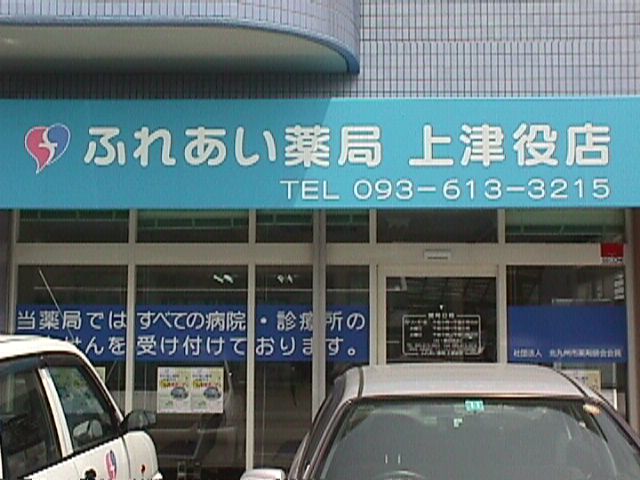 ふれあい薬局 上津役店
TEL 093-613-3215
当薬局では すべての病院・診療所の
せんを 受け付けております。
社団法人 北九州市薬剤師会会員